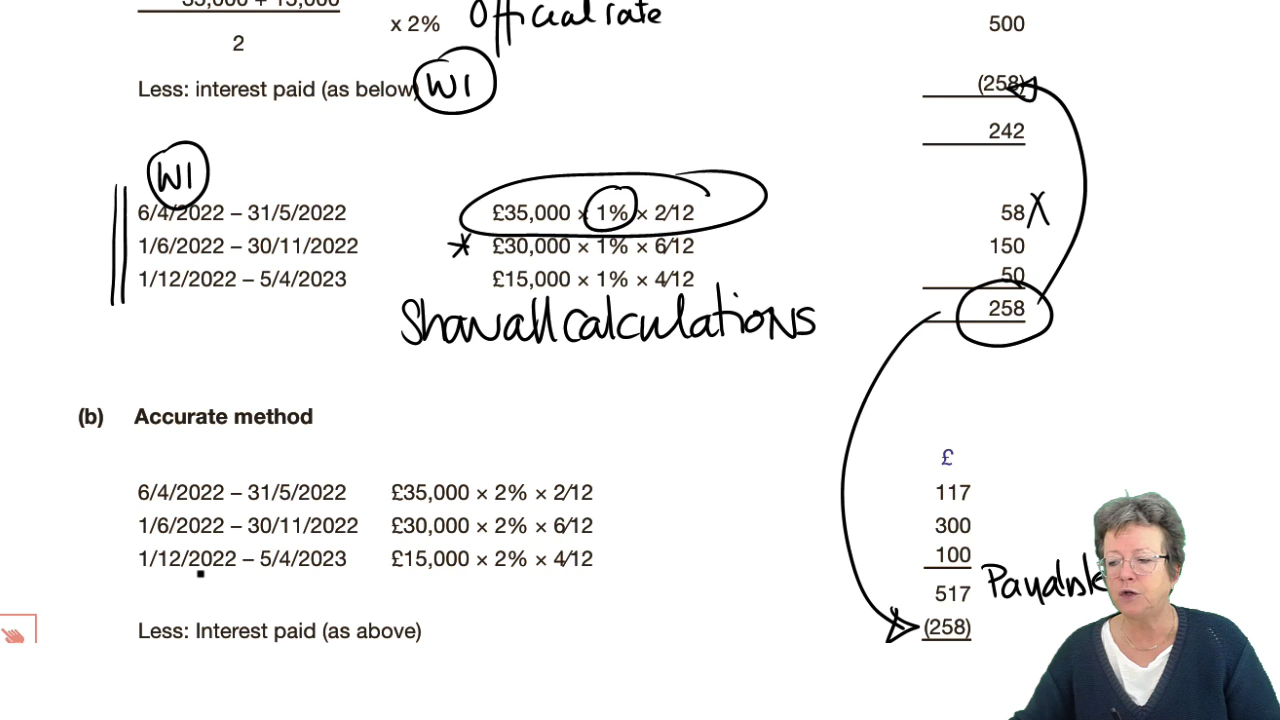 35,000 + 15,000
2
x 2%
Official rate
500
Less: interest paid (as below)
W1
(258)
242
W1
6/4/2022 – 31/5/2022 £35,000 × 1% × 2/12 58 X
1/6/2022 – 30/11/2022 * £30,000 × 1% × 6/12 150
1/12/2022 – 5/4/2023 £15,000 × 1% × 4/12 50
258
Show all calculations
(b) Accurate method
£
6/4/2022 – 31/5/2022 £35,000 × 2% × 2/12 117
1/6/2022 – 30/11/2022 £30,000 × 2% × 6/12 300
1/12/2022 – 5/4/2023 £15,000 × 2% × 4/12 100
517
Less: Interest paid (as above) (258)